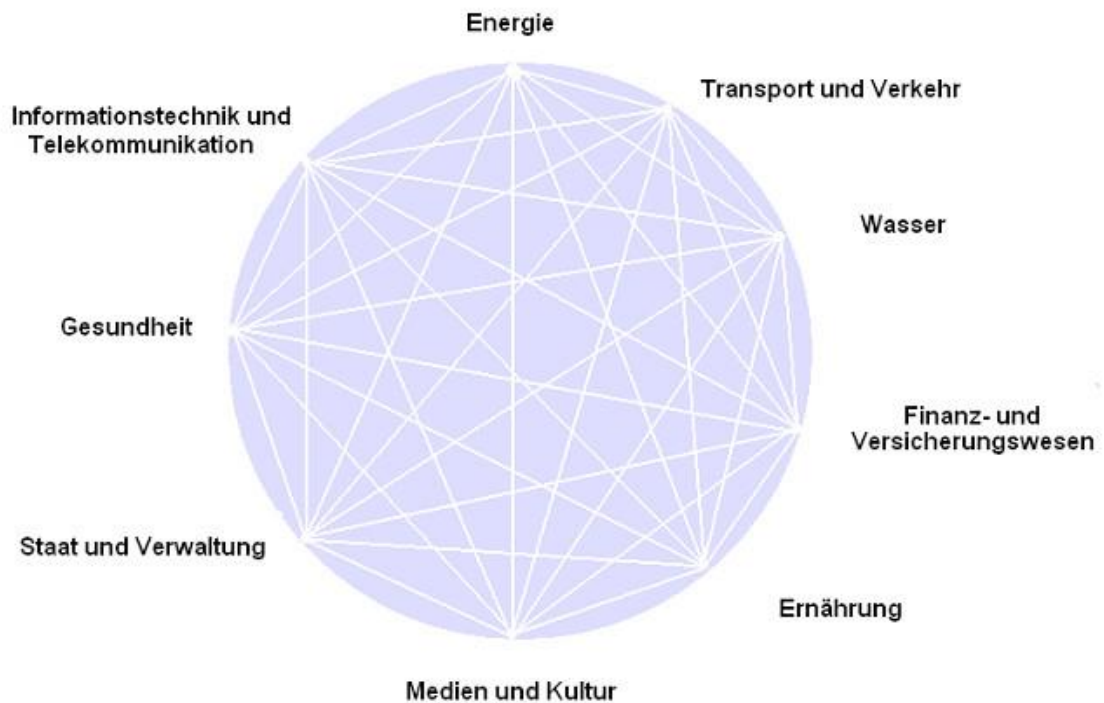 Energie
Transport und Verkehr
Informationstechnik und
Telekommunikation
Wasser
Gesundheit
Finanz- und
Versicherungswesen
Staat und Verwaltung
Ernährung
Medien und Kultur